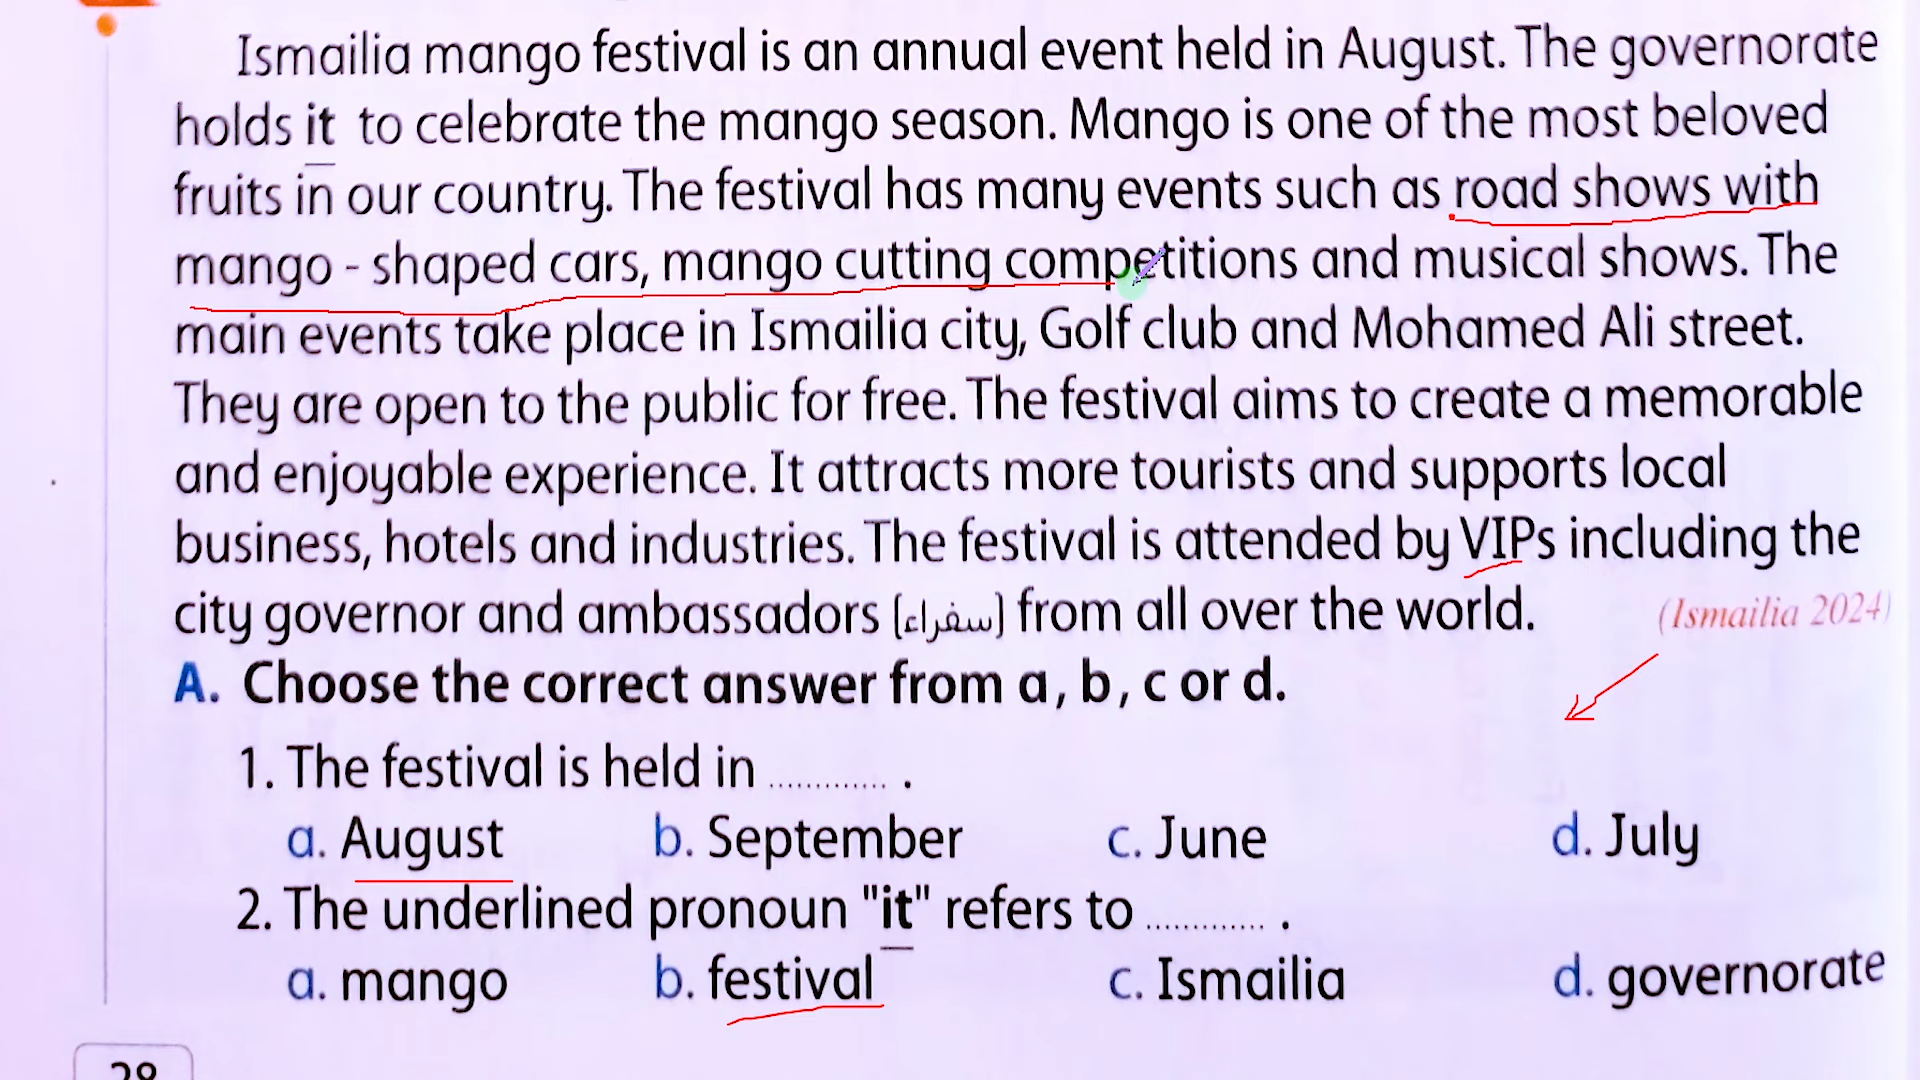 Ismailia mango festival is an annual event held in August. The governorate
holds it to celebrate the mango season. Mango is one of the most beloved
fruits in our country. The festival has many events such as road shows with
mango - shaped cars, mango cutting competitions and musical shows. The
main events take place in Ismailia city, Golf club and Mohamed Ali street.
They are open to the public for free. The festival aims to create a memorable
and enjoyable experience. It attracts more tourists and supports local
business, hotels and industries. The festival is attended by VIPs including the
city governor and ambassadors (سفراء) from all over the world. (Ismailia 2024)
A. Choose the correct answer from a, b, c or d.
1. The festival is held in ............. .
a. August b. September c. June d. July
2. The underlined pronoun "it" refers to ............. .
a. mango b. festival c. Ismailia d. governorate
28